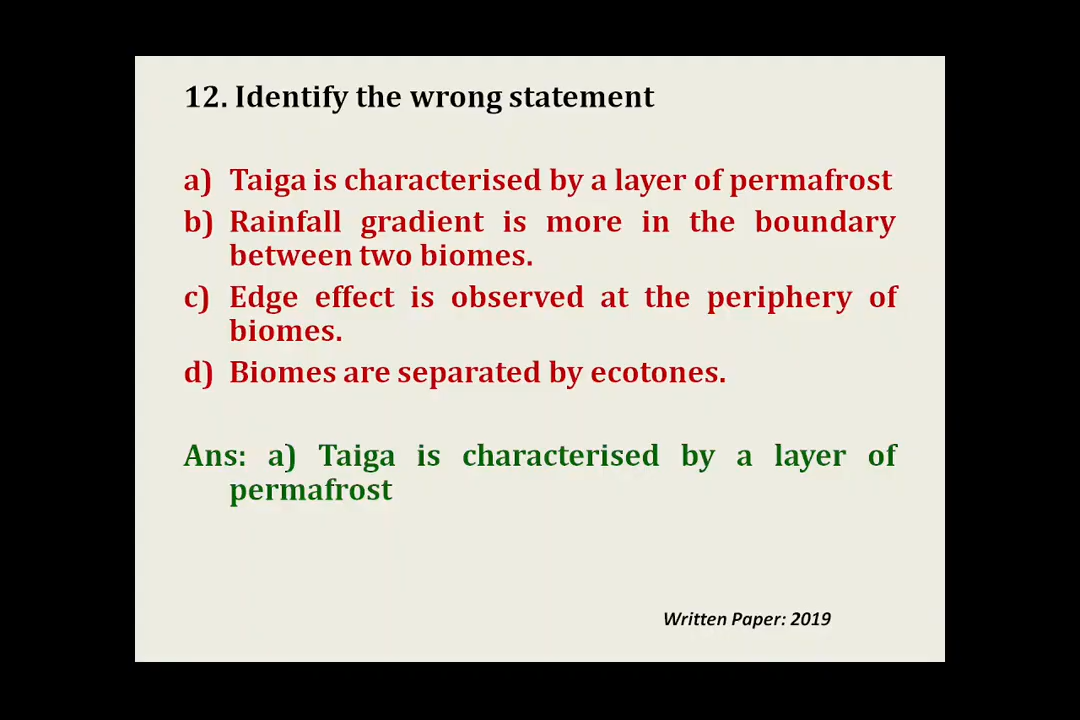 12. Identify the wrong statement
a) Taiga is characterised by a layer of permafrost
b) Rainfall gradient is more in the boundary
between two biomes.
c) Edge effect is observed at the periphery of
biomes.
d) Biomes are separated by ecotones.
Ans: a) Taiga is characterised by a layer of
permafrost
Written Paper: 2019